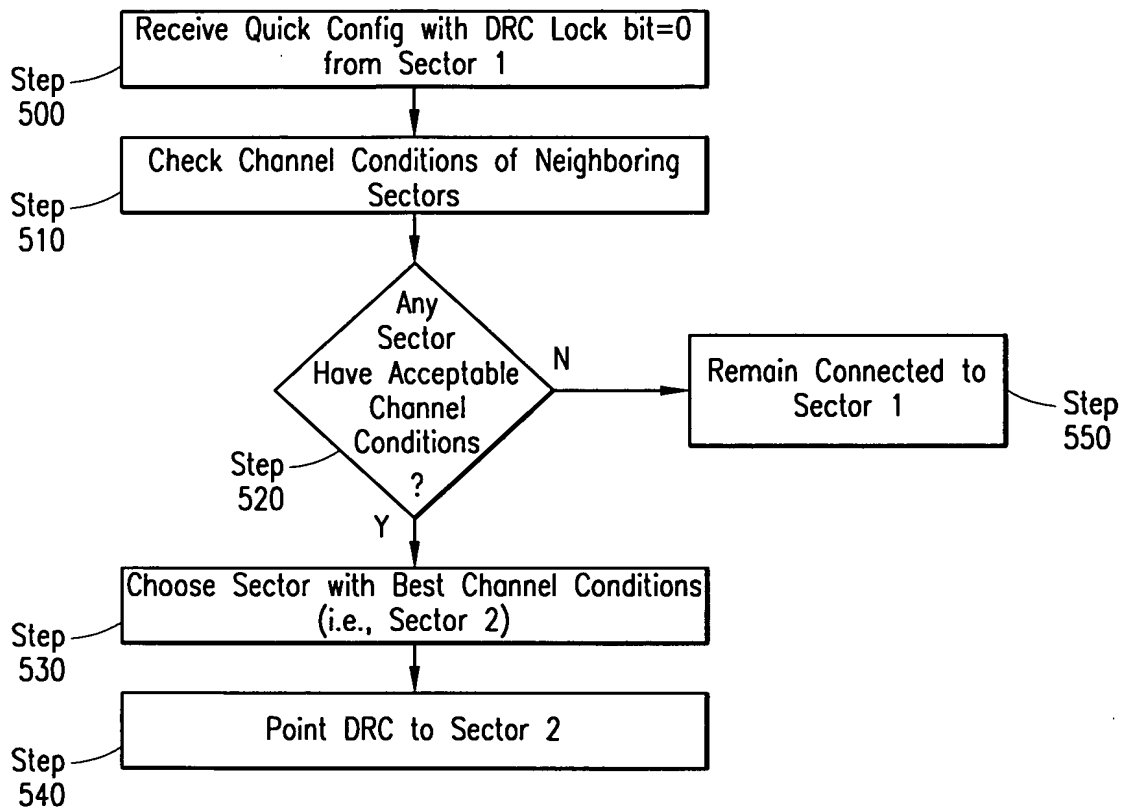 Receive Quick Config with DRC Lock bit=0
from Sector 1
Step
500
Check Channel Conditions of Neighboring
Sectors
Step
510
Any
Sector
Have Acceptable
Channel
Conditions
?
Step
520
N
Remain Connected to
Sector 1
Step
550
Y
Choose Sector with Best Channel Conditions
(i.e., Sector 2)
Step
530
Point DRC to Sector 2
Step
540